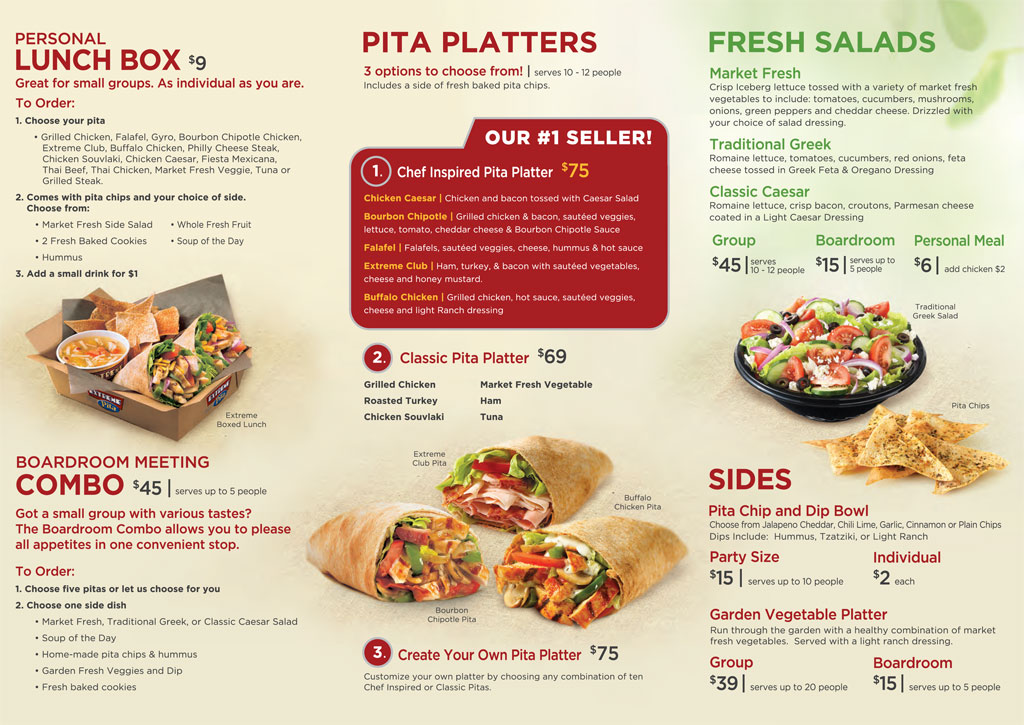 PERSONAL
LUNCH BOX $9
Great for small groups. As individual as you are.
To Order:
1. Choose your pita
• Grilled Chicken, Falafel, Gyro, Bourbon Chipotle Chicken,
Extreme Club, Buffalo Chicken, Philly Cheese Steak,
Chicken Souvlaki, Chicken Caesar, Fiesta Mexicana,
Thai Beef, Thai Chicken, Market Fresh Veggie, Tuna or
Grilled Steak.
2. Comes with pita chips and your choice of side.
Choose from:
• Market Fresh Side Salad • Whole Fresh Fruit
• 2 Fresh Baked Cookies • Soup of the Day
• Hummus
3. Add a small drink for $1
EXTREME
Pita
EXTREME
Extreme
Boxed Lunch
BOARDROOM MEETING
COMBO $45 | serves up to 5 people
Got a small group with various tastes?
The Boardroom Combo allows you to please
all appetites in one convenient stop.
To Order:
1. Choose five pitas or let us choose for you
2. Choose one side dish
• Market Fresh, Traditional Greek, or Classic Caesar Salad
• Soup of the Day
• Home-made pita chips & hummus
• Garden Fresh Veggies and Dip
• Fresh baked cookies
PITA PLATTERS
3 options to choose from! | serves 10 - 12 people
Includes a side of fresh baked pita chips.
OUR #1 SELLER!
1. Chef Inspired Pita Platter $75
Chicken Caesar | Chicken and bacon tossed with Caesar Salad
Bourbon Chipotle | Grilled chicken & bacon, sautéed veggies,
lettuce, tomato, cheddar cheese & Bourbon Chipotle Sauce
Falafel | Falafels, sautéed veggies, cheese, hummus & hot sauce
Extreme Club | Ham, turkey, & bacon with sautéed vegetables,
cheese and honey mustard.
Buffalo Chicken | Grilled chicken, hot sauce, sautéed veggies,
cheese and light Ranch dressing
2. Classic Pita Platter $69
Grilled Chicken Market Fresh Vegetable
Roasted Turkey Ham
Chicken Souvlaki Tuna
Extreme
Club Pita
Buffalo
Chicken Pita
Bourbon
Chipotle Pita
3. Create Your Own Pita Platter $75
Customize your own platter by choosing any combination of ten
Chef Inspired or Classic Pitas.
FRESH SALADS
Market Fresh
Crisp Iceberg lettuce tossed with a variety of market fresh
vegetables to include: tomatoes, cucumbers, mushrooms,
onions, green peppers and cheddar cheese. Drizzled with
your choice of salad dressing.
Traditional Greek
Romaine lettuce, tomatoes, cucumbers, red onions, feta
cheese tossed in Greek Feta & Oregano Dressing
Classic Caesar
Romaine lettuce, crisp bacon, croutons, Parmesan cheese
coated in a Light Caesar Dressing
Group Boardroom Personal Meal
$45 | serves 10 - 12 people $15 | serves up to 5 people $6 | add chicken $2
Traditional
Greek Salad
Pita Chips
SIDES
Pita Chip and Dip Bowl
Choose from Jalapeno Cheddar, Chili Lime, Garlic, Cinnamon or Plain Chips
Dips Include: Hummus, Tzatziki, or Light Ranch
Party Size Individual
$15 | serves up to 10 people $2 each
Garden Vegetable Platter
Run through the garden with a healthy combination of market
fresh vegetables. Served with a light ranch dressing.
Group Boardroom
$39 | serves up to 20 people $15 | serves up to 5 people